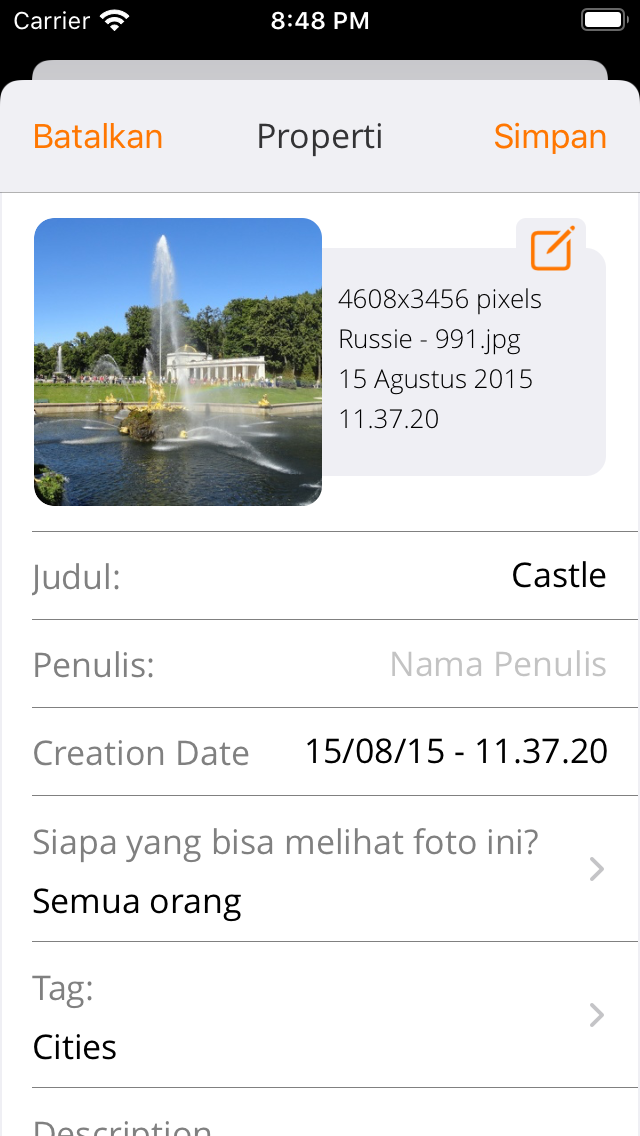 Carrier
8:48 PM
Batalkan
Properti
Simpan
4608x3456 pixels
Russie - 991.jpg
15 Agustus 2015
11.37.20
Judul:
Castle
Penulis:
Nama Penulis
Creation Date
15/08/15 - 11.37.20
Siapa yang bisa melihat foto ini?
Semua orang
Tag:
Cities
Description